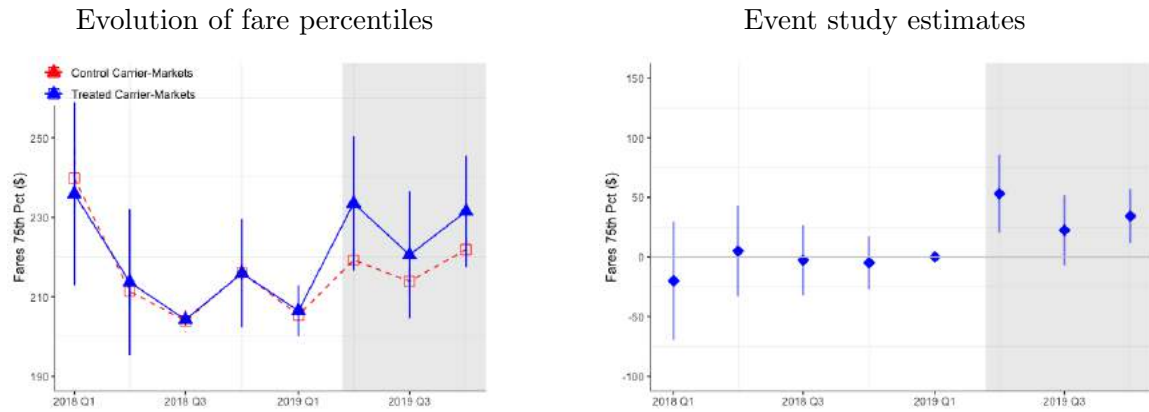 Evolution of fare percentiles
Control Carrier-Markets
Treated Carrier-Markets
Fares 75th Pct ($)
250
230
210
190
2018 Q1
2018 Q3
2019 Q1
2019 Q3
Event study estimates
Fares 75th Pct ($)
150
100
50
0
-50
-100
2018 Q1
2018 Q3
2019 Q1
2019 Q3